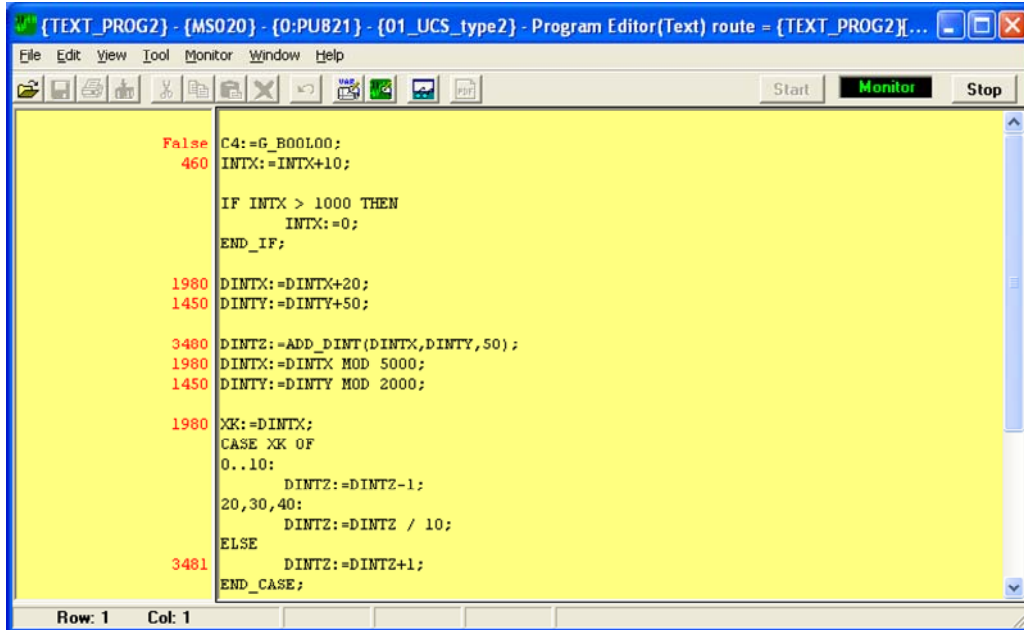 {TEXT_PROG2} - {MS020} - {0:PU821} - {01_UCS_type2} - Program Editor(Text) route = {TEXT_PROG2}[...
File Edit View Tool Monitor Window Help
VAR PDF Start Monitor Stop
False C4:=G_BOOL00;
460 INTX:=INTX+10;
IF INTX > 1000 THEN
INTX:=0;
END_IF;
1980 DINTX:=DINTX+20;
1450 DINTY:=DINTY+50;
3480 DINTZ:=ADD_DINT(DINTX,DINTY,50);
1980 DINTX:=DINTX MOD 5000;
1450 DINTY:=DINTY MOD 2000;
1980 XK:=DINTX;
CASE XK OF
0..10:
DINTZ:=DINTZ-1;
20,30,40:
DINTZ:=DINTZ / 10;
ELSE
3481 DINTZ:=DINTZ+1;
END_CASE;
Row: 1 Col: 1